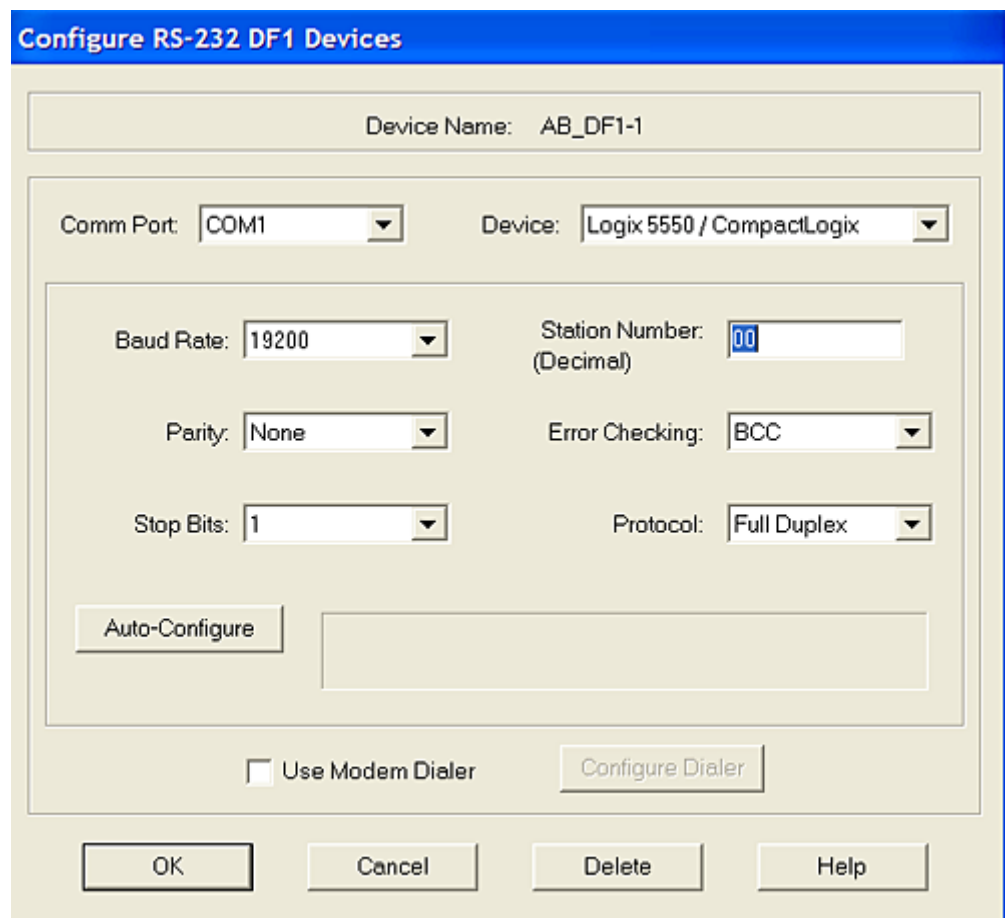 Configure RS-232 DF1 Devices
Device Name: AB_DF1-1
Comm Port: COM1 Device: Logix 5550 / CompactLogix
Baud Rate: 19200 Station Number: 00
(Decimal)
Parity: None Error Checking: BCC
Stop Bits: 1 Protocol: Full Duplex
Auto-Configure
Use Modem Dialer Configure Dialer
OK Cancel Delete Help